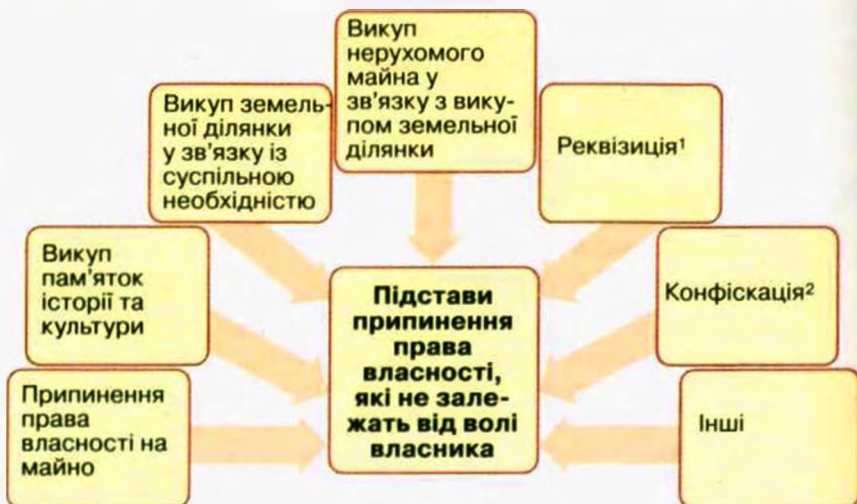 Викуп
нерухомого
майна у
зв'язку з вику-
пом земельної
ділянки
Викуп земель-
ної ділянки
у зв'язку із
суспільною
необхідністю
Реквізиція¹
Викуп
пам'яток
історії та
культури
Конфіскація²
Припинення
права
власності на
майно
Підстави
припинення
права
власності,
які не зале-
жать від волі
власника
Інші